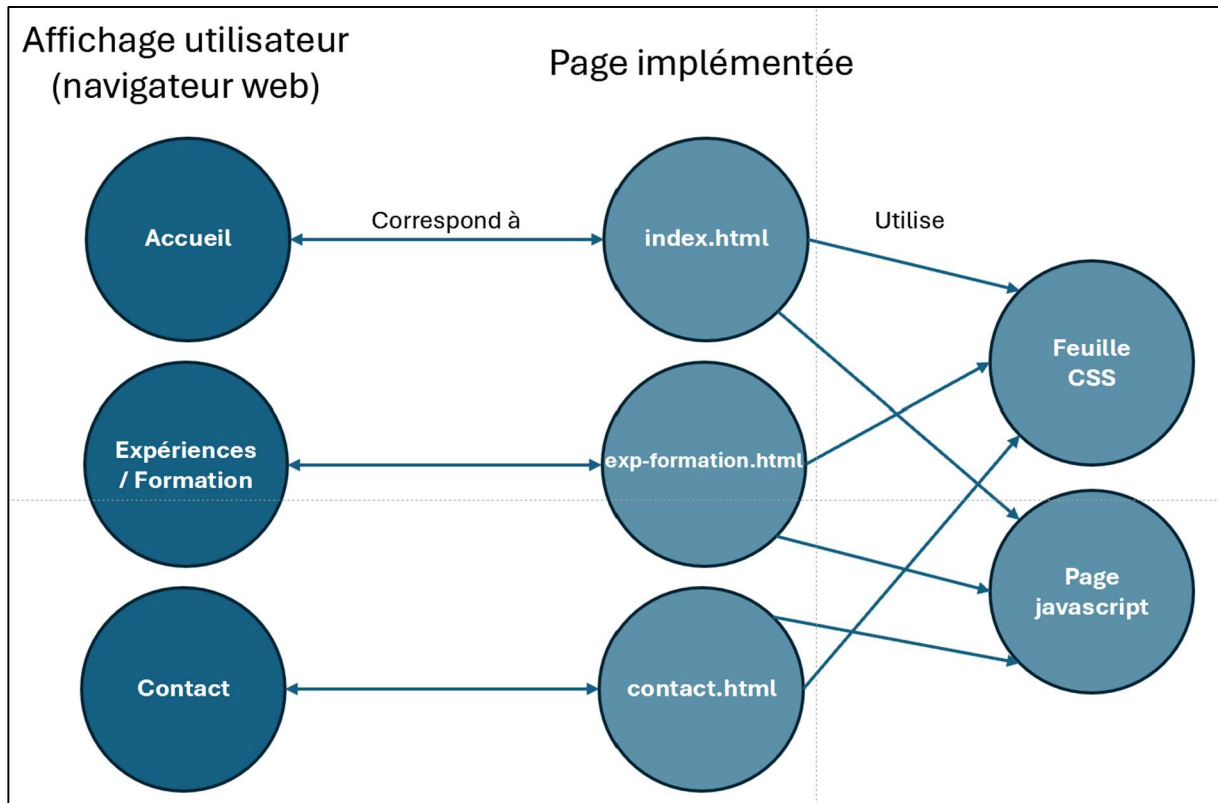 Affichage utilisateur
(navigateur web)
Page implémentée
Accueil
Correspond à
index.html
Utilise
Feuille
CSS
Expériences
/ Formation
exp-formation.html
Page
javascript
Contact
contact.html